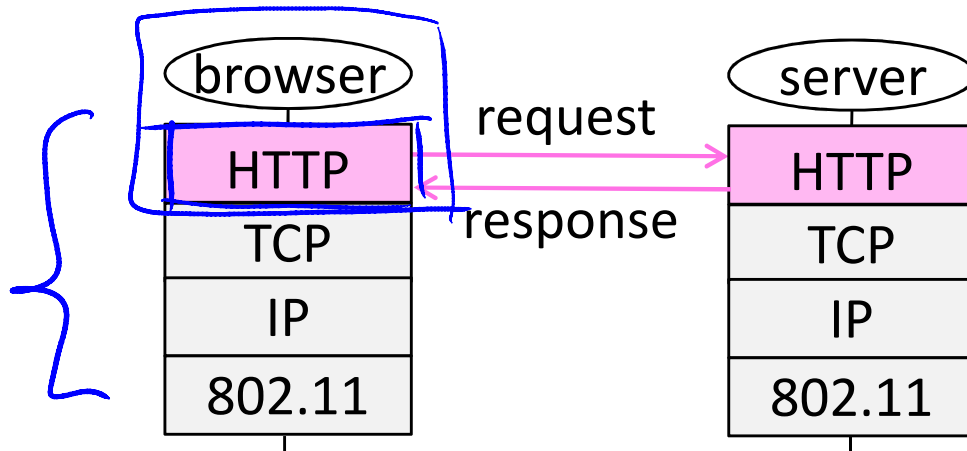 browser server
request
HTTP HTTP
response
TCP TCP
IP IP
802.11 802.11